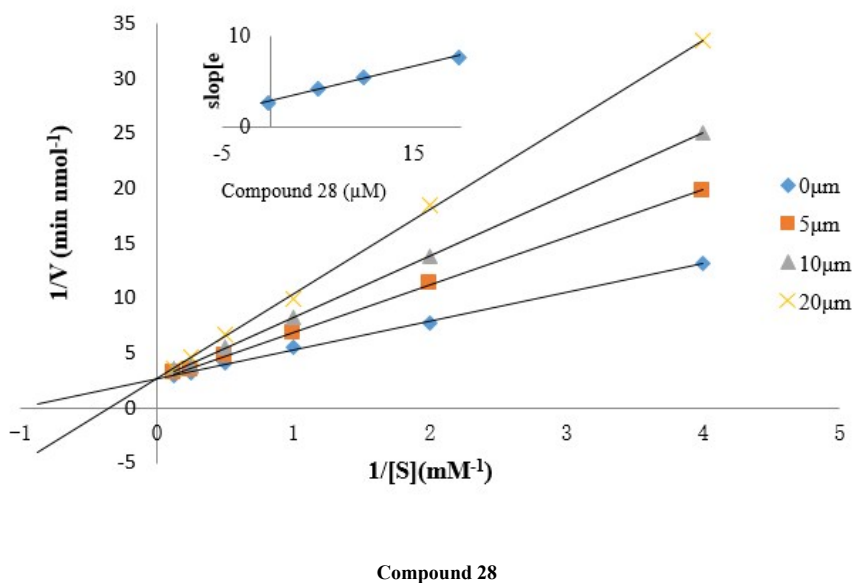 35
30
25
20
15
10
5
0
-5
1/V (min nmol-1)
10
0
slop[e
-5
15
Compound 28 (µM)
0µm
5µm
10µm
20µm
−1
0
1
2
3
4
5
1/[S](mM-1)
Compound 28